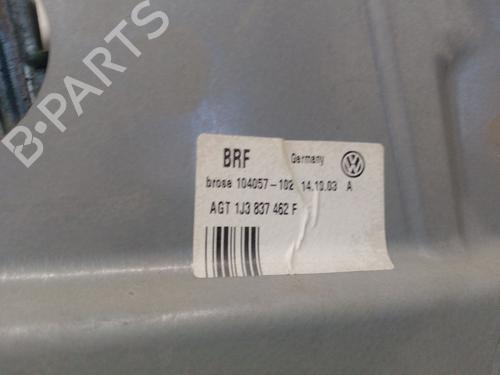 B-PARTS
BRF Germany
brose 104057-102 14.10.03 A
AGT 1J3 837 462 F